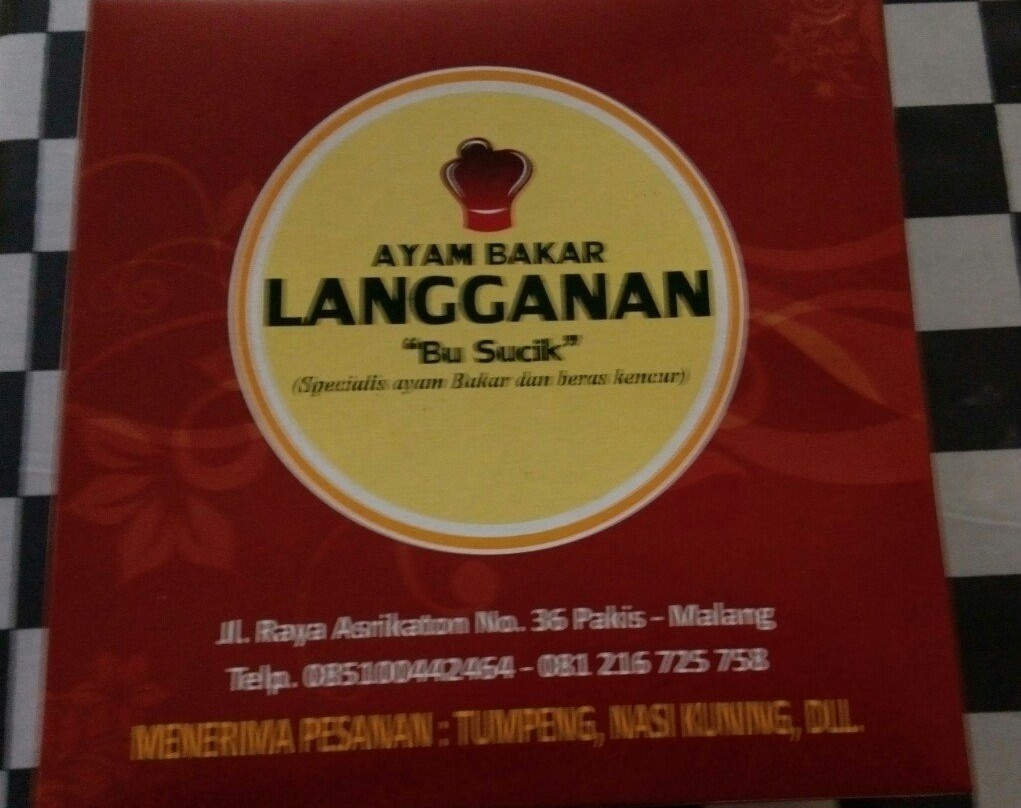 AYAM BAKAR
LANGGANAN
“Bu Sucik”
(Specialis ayam Bakar dan beras kencur)
Jl. Raya Asrikaton No. 36 Pakis - Malang
Telp. 085100442464 - 081 216 725 758
MENERIMA PESANAN : TUMPENG, NASI KUNING, DLL.